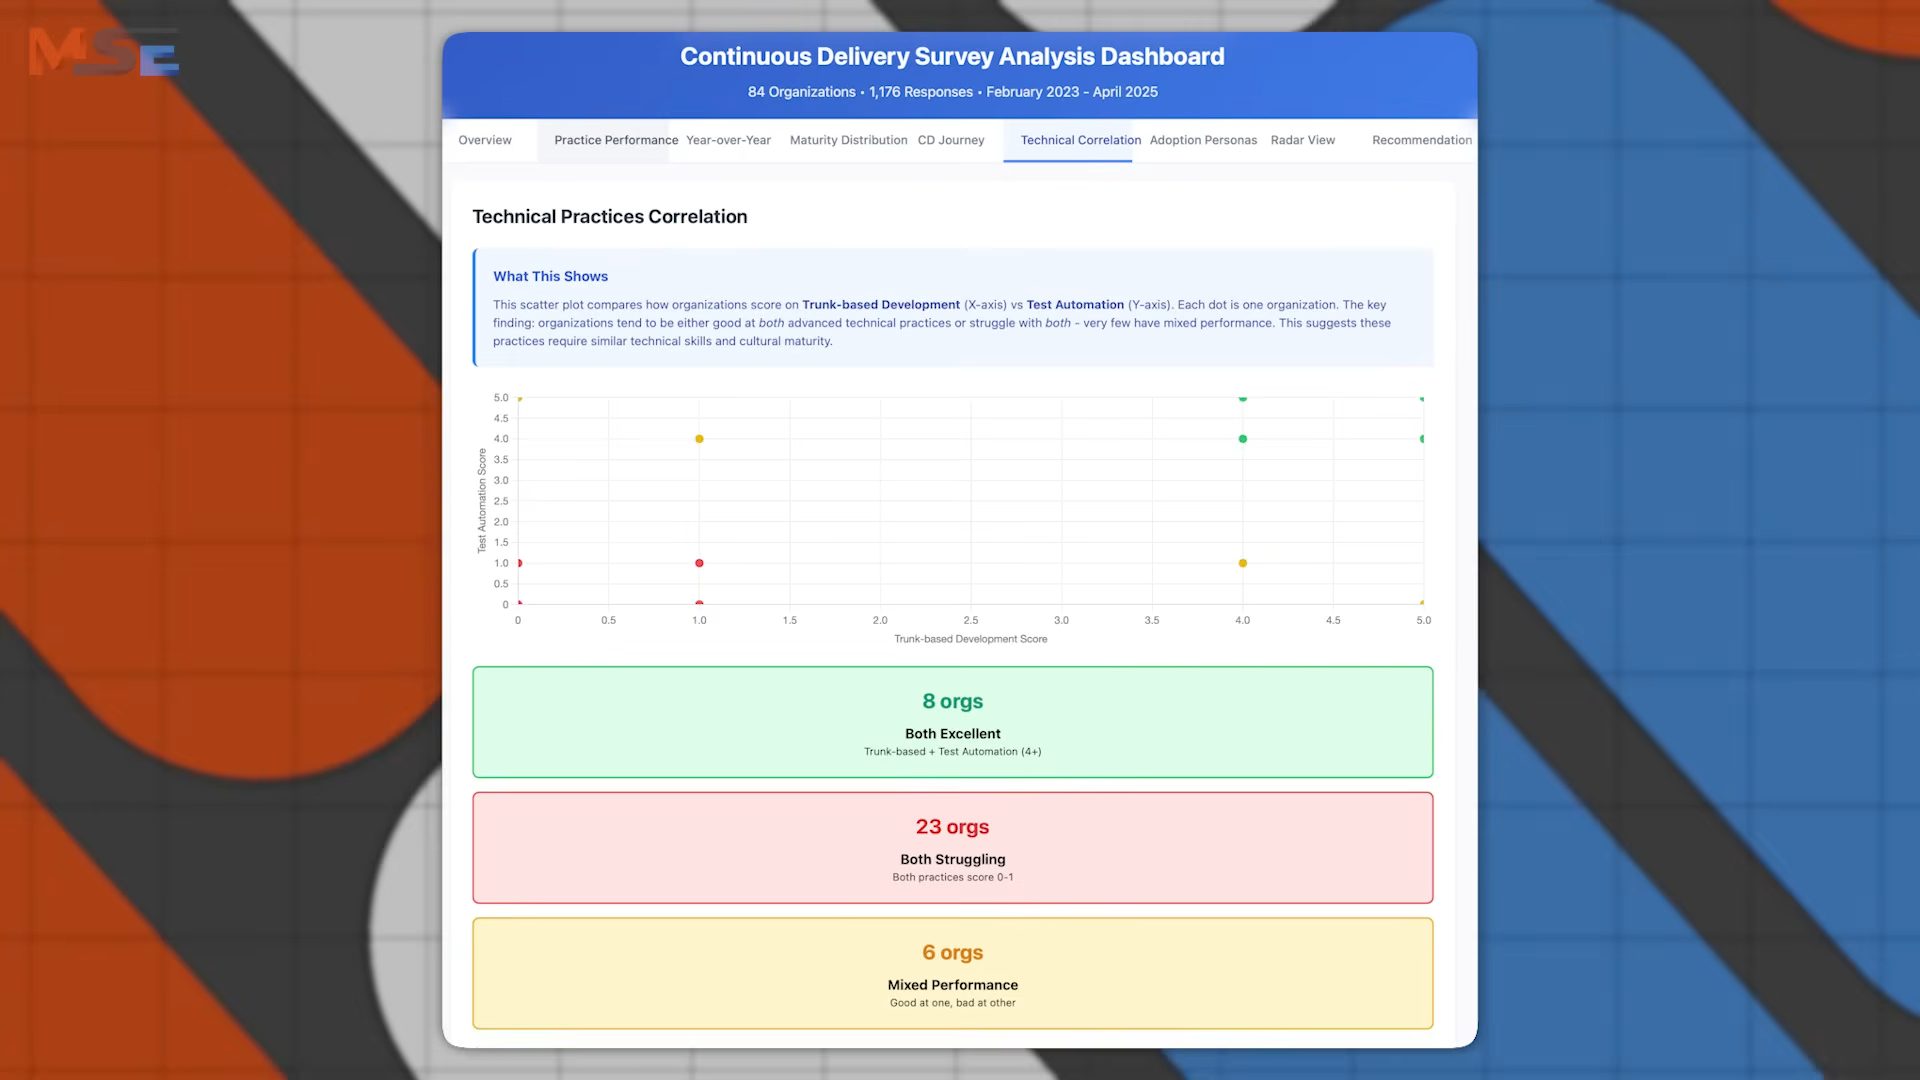 MSE
Continuous Delivery Survey Analysis Dashboard
84 Organizations • 1,176 Responses • February 2023 - April 2025
Overview Practice Performance Year-over-Year Maturity Distribution CD Journey Technical Correlation Adoption Personas Radar View Recommendation
Technical Practices Correlation
What This Shows
This scatter plot compares how organizations score on Trunk-based Development (X-axis) vs Test Automation (Y-axis). Each dot is one organization. The key
finding: organizations tend to be either good at both advanced technical practices or struggle with both - very few have mixed performance. This suggests these
practices require similar technical skills and cultural maturity.
5.0
4.5
4.0
3.5
3.0
2.5
2.0
1.5
1.0
0.5
0
Test Automation Score
0 0.5 1.0 1.5 2.0 2.5 3.0 3.5 4.0 4.5 5.0
Trunk-based Development Score
8 orgs
Both Excellent
Trunk-based + Test Automation (4+)
23 orgs
Both Struggling
Both practices score 0-1
6 orgs
Mixed Performance
Good at one, bad at other